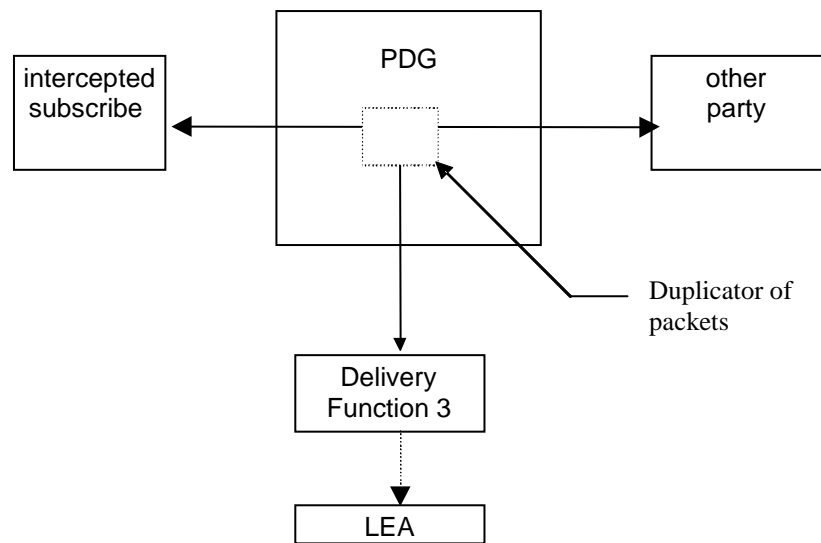 PDG
intercepted
subscribe
other
party
Duplicator of
packets
Delivery
Function 3
LEA